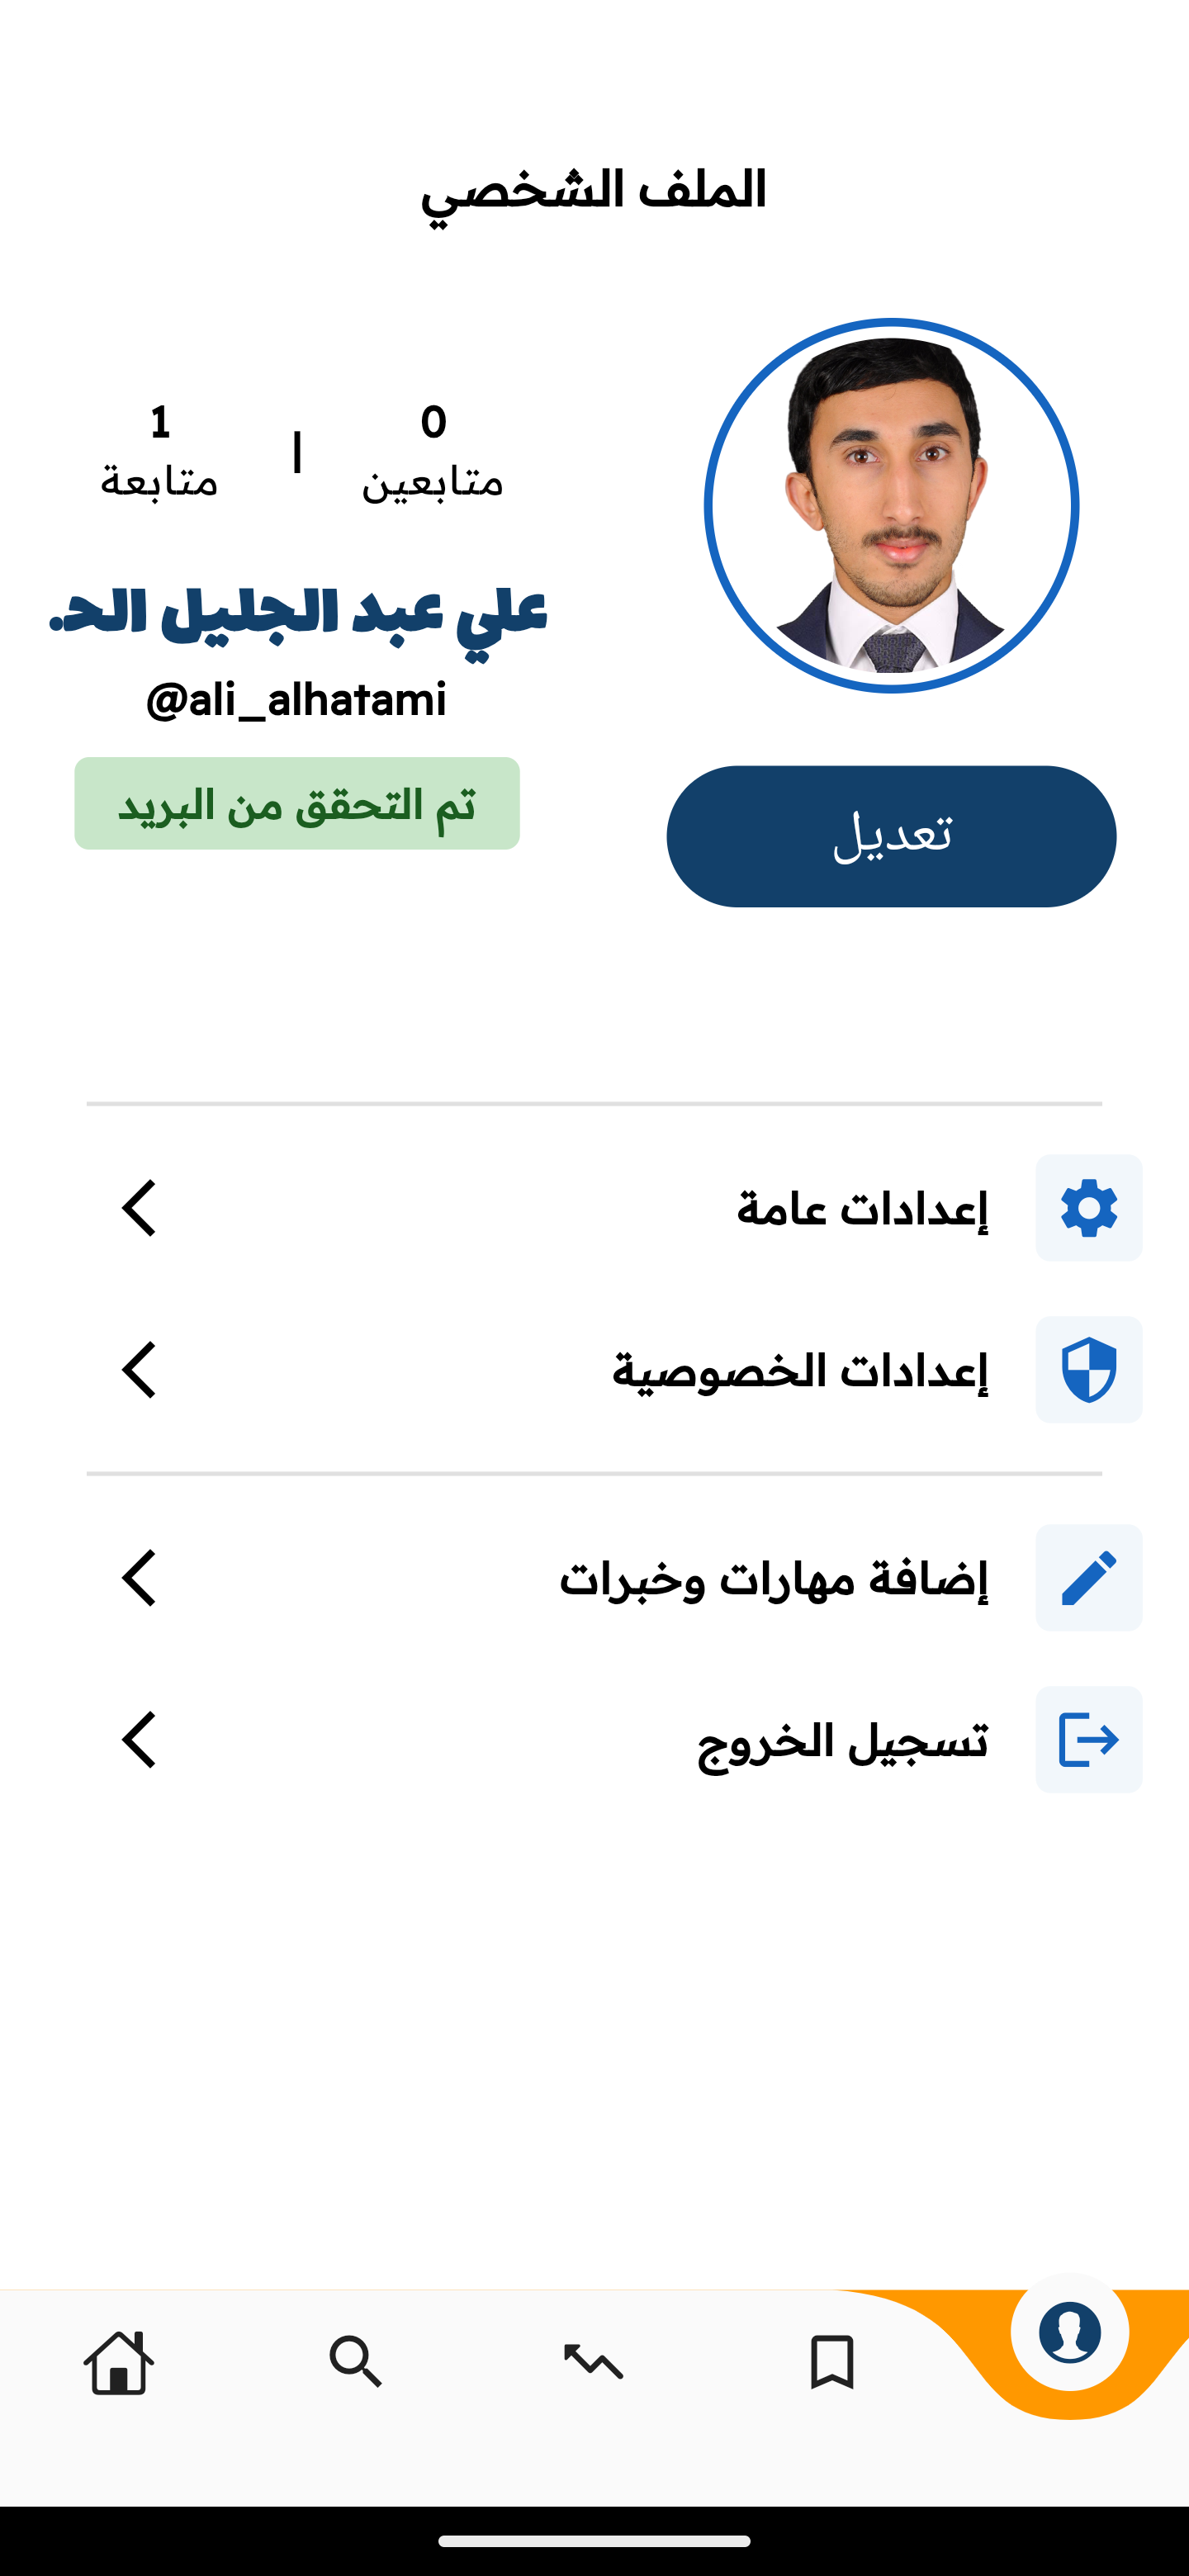 الملف الشخصي
0
متابعين
|
1
متابعة
علي عبد الجليل الحـ.
@ali_alhatami
تم التحقق من البريد
تعديل
إعدادات عامة
إعدادات الخصوصية
إضافة مهارات وخبرات
تسجيل الخروج